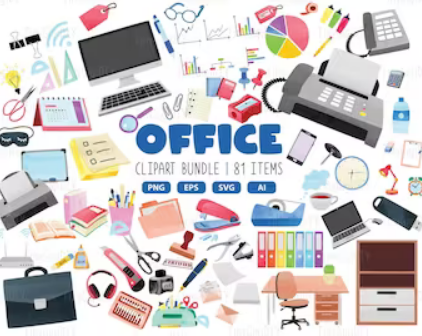 OFFICE
CLIPART BUNDLE | 81 ITEMS
PNG
EPS
SVG
AI